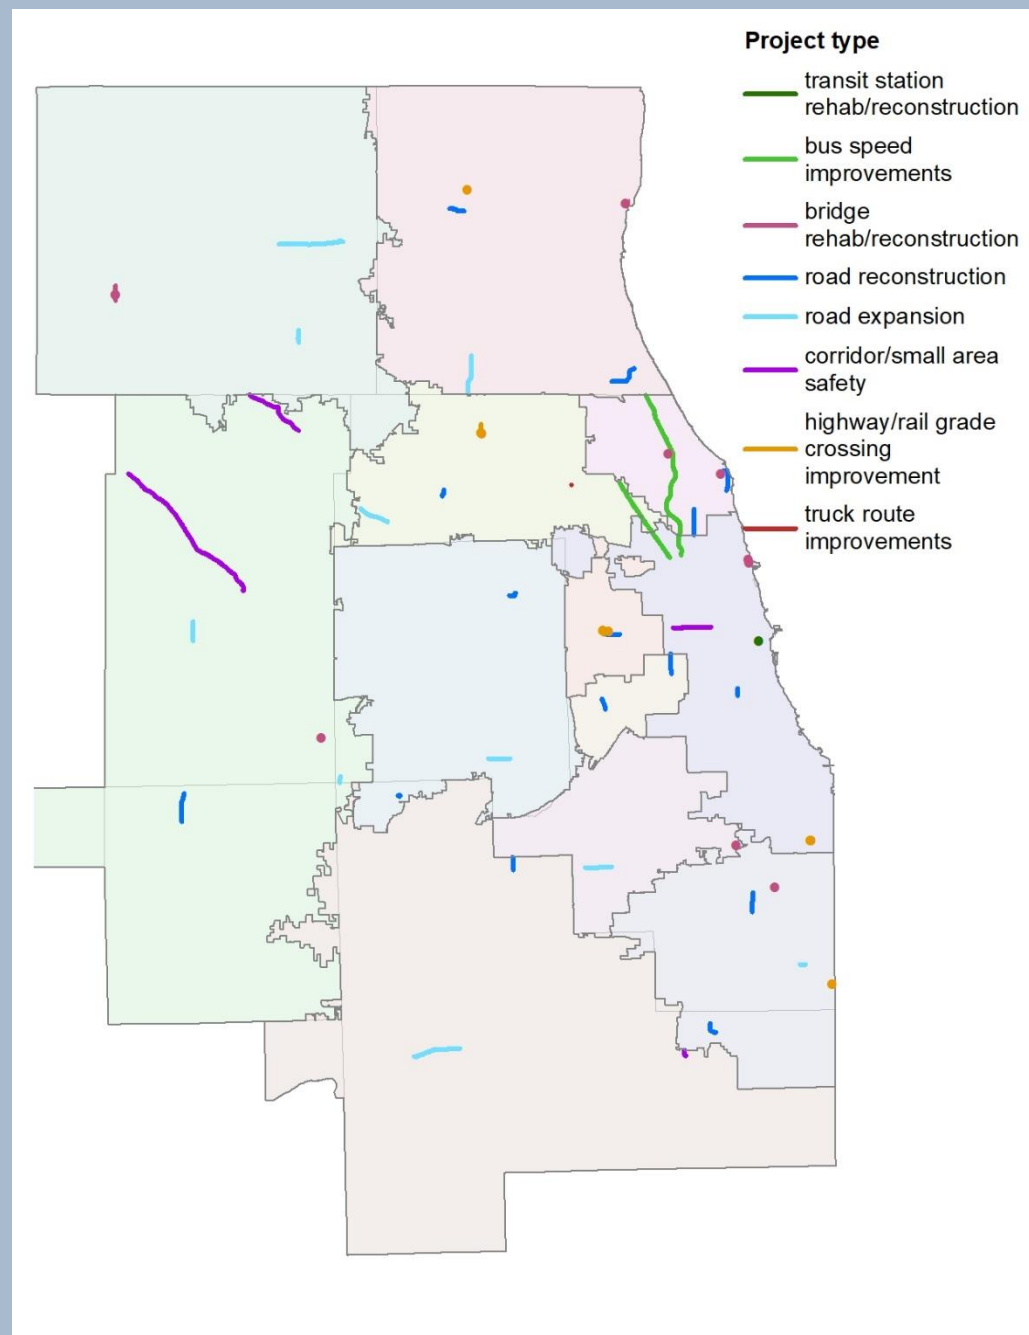 Project type
transit station
rehab/reconstruction
bus speed
improvements
bridge
rehab/reconstruction
road reconstruction
road expansion
corridor/small area
safety
highway/rail grade
crossing
improvement
truck route
improvements